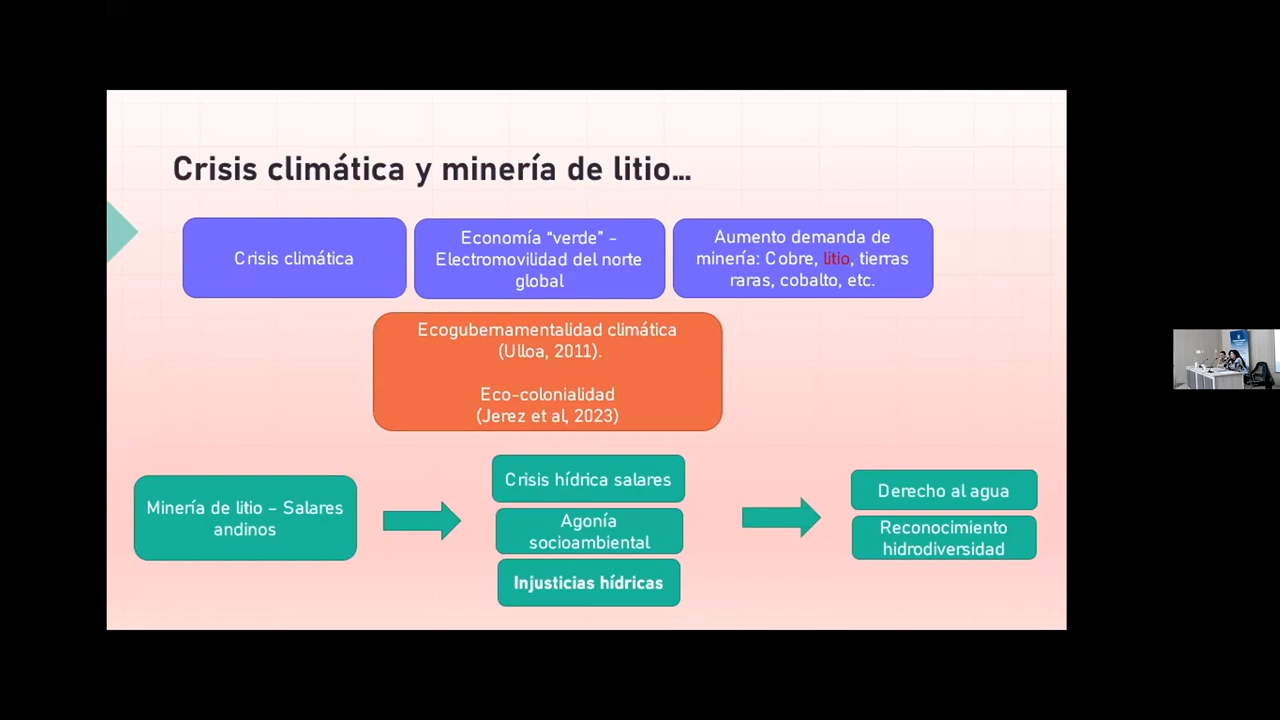 Crisis climática y minería de litio...
Crisis climática
Economía “verde” –
Electromovilidad del norte
global
Aumento demanda de
minería: Cobre, litio, tierras
raras, cobalto, etc.
Ecogubernamentalidad climática
(Ulloa, 2011).
Eco-colonialidad
(Jerez et al, 2023)
Minería de litio – Salares
andinos
Crisis hídrica salares
Agonía
socioambiental
Injusticias hídricas
Derecho al agua
Reconocimiento
hidrodiversidad